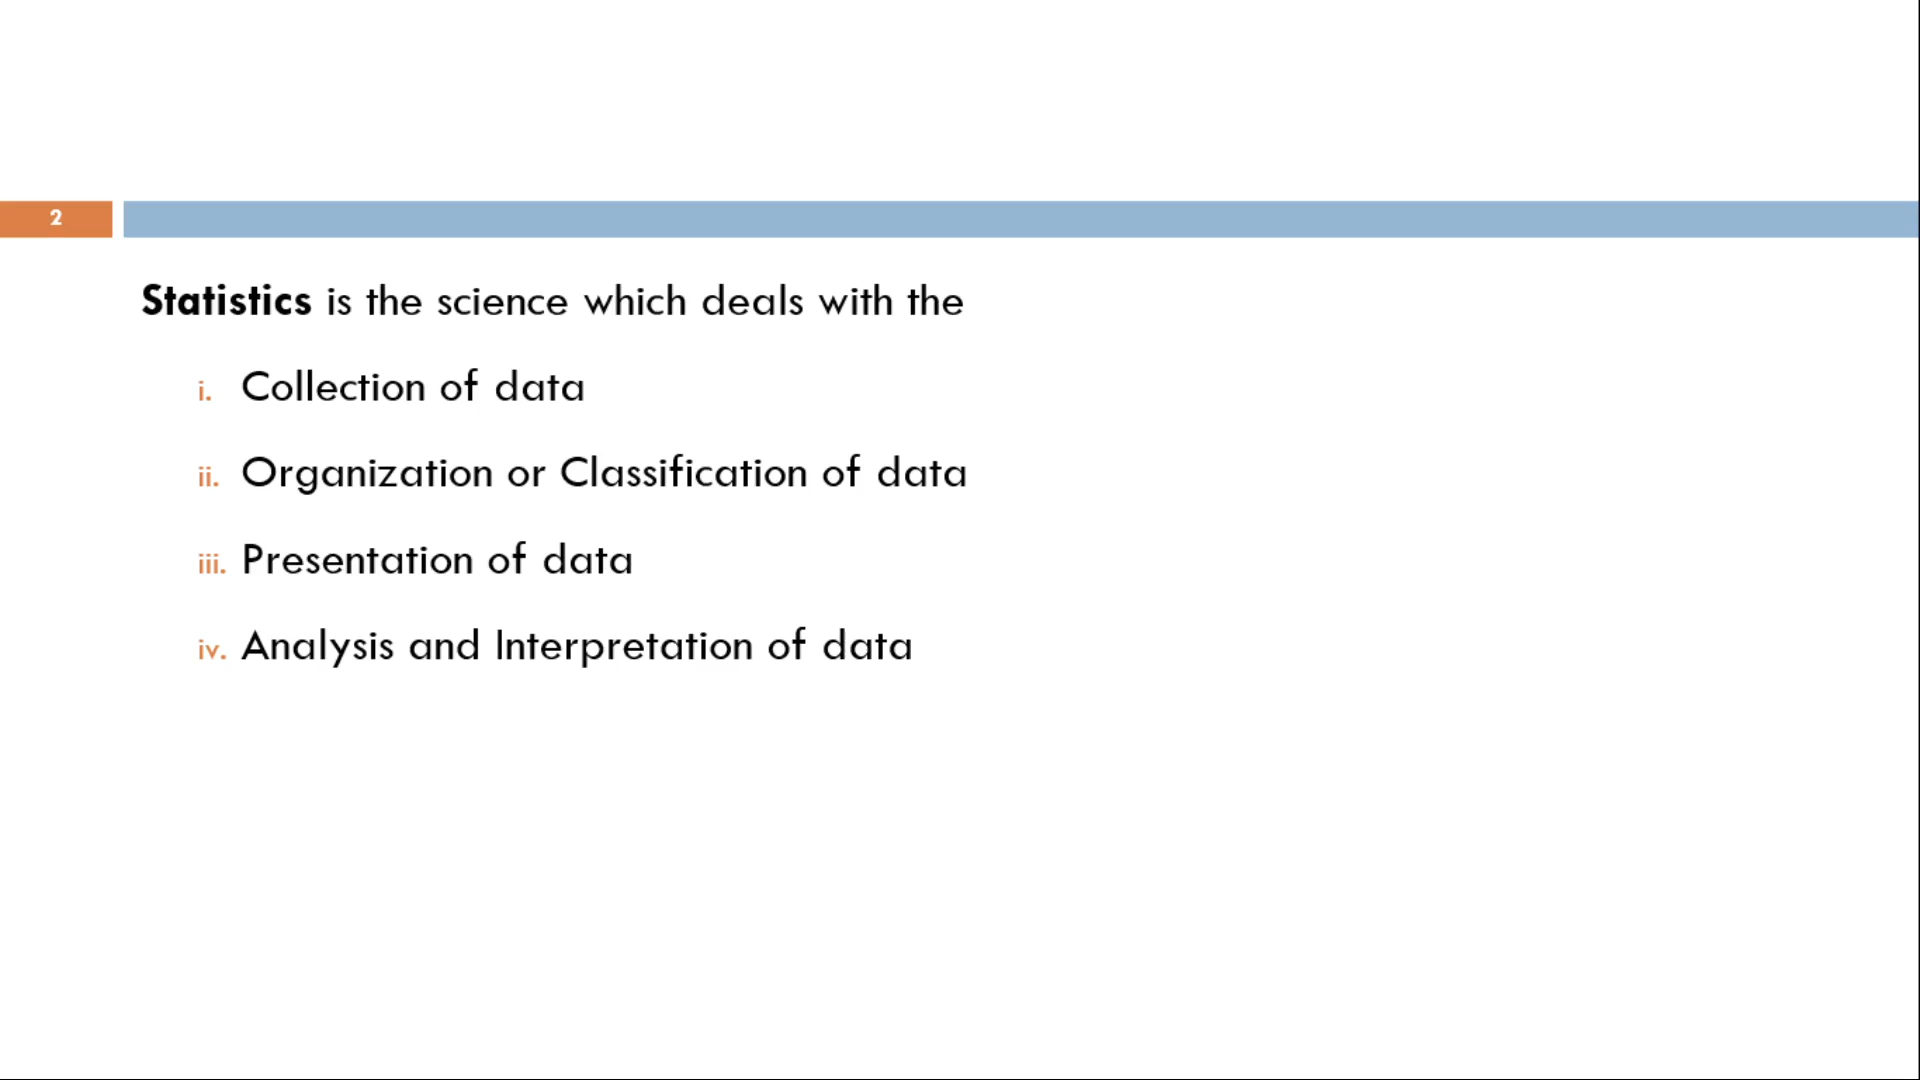 2
Statistics is the science which deals with the
i. Collection of data
ii. Organization or Classification of data
iii. Presentation of data
iv. Analysis and Interpretation of data